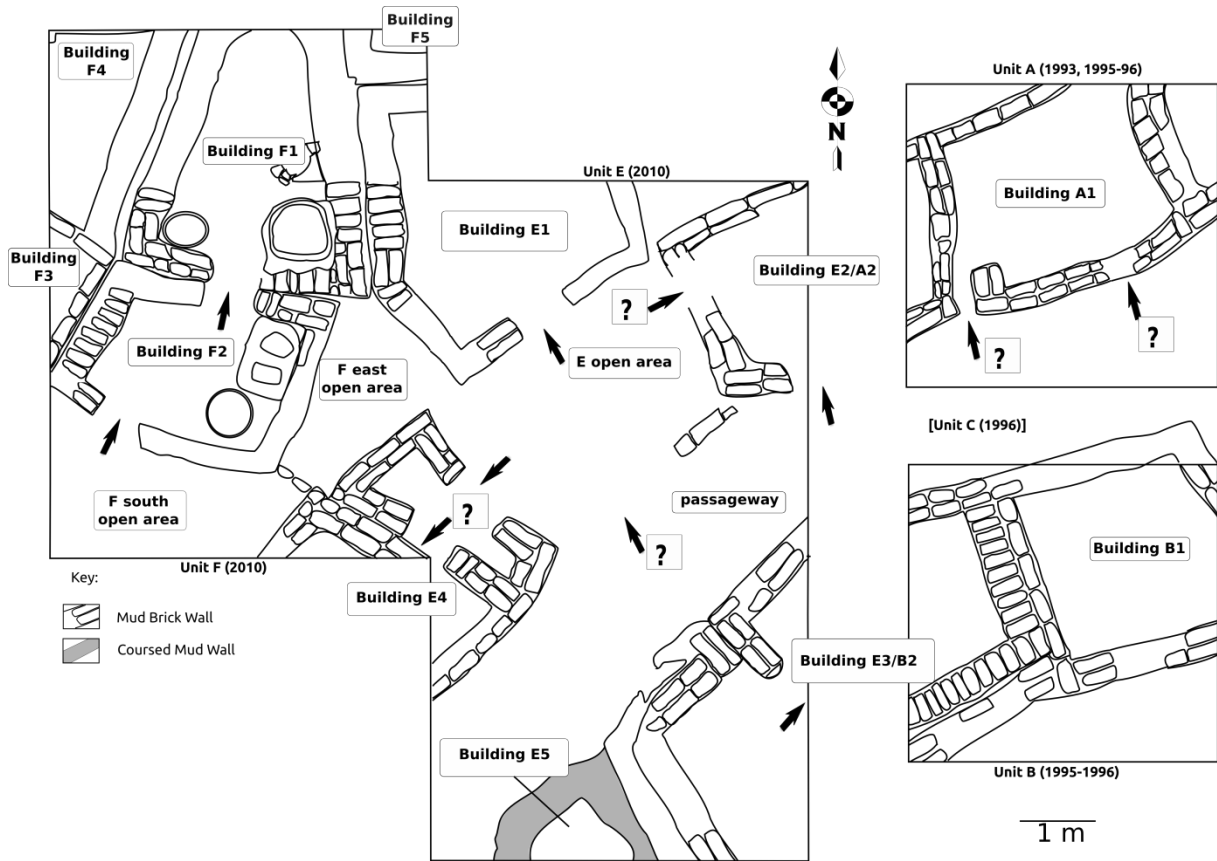 Building
F5
Building
F4
Unit A (1993, 1995-96)
N
Building F1
Unit E (2010)
Building A1
Building E1
Building
F3
Building E2/A2
?
Building F2
E open area
?
?
F east
open area
[Unit C (1996)]
F south
open area
?
passageway
Building B1
?
Unit F (2010)
Key:
Building E4
Mud Brick Wall
Coursed Mud Wall
Building E3/B2
Building E5
Unit B (1995-1996)
1 m